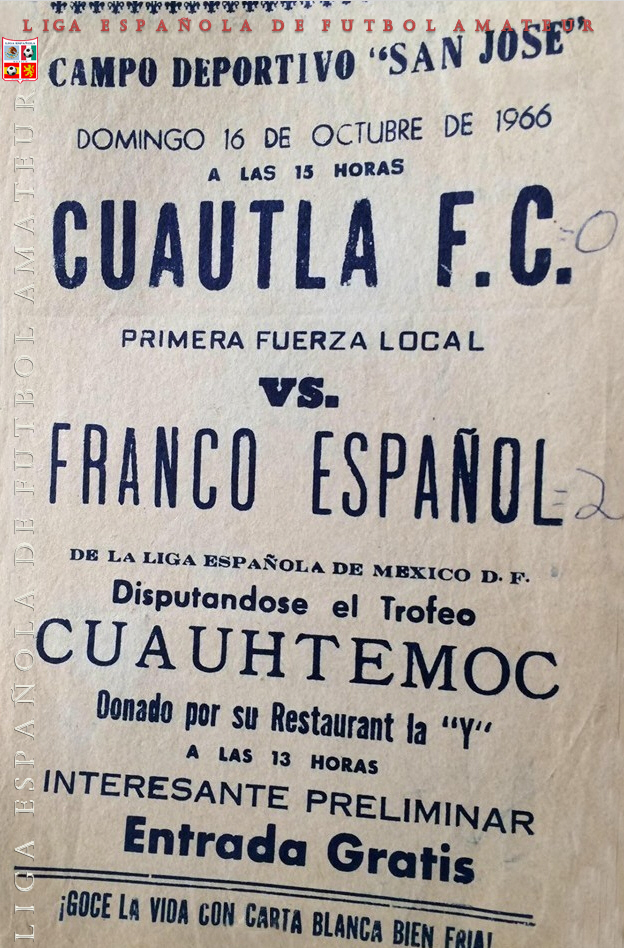 LIGA ESPAÑOLA DE FUTBOL AMATEUR
CAMPO DEPORTIVO "SAN JOSE"
DOMINGO 16 DE OCTUBRE DE 1966
A LAS 15 HORAS
CUAUTLA F.C. =0
PRIMERA FUERZA LOCAL
vs.
FRANCO ESPAÑOL =2
DE LA LIGA ESPAÑOLA DE MEXICO D. F.
Disputandose el Trofeo
CUAUHTEMOC
Donado por su Restaurant la "Y"
A LAS 13 HORAS
INTERESANTE PRELIMINAR
Entrada Gratis
¡GOCE LA VIDA CON CARTA BLANCA BIEN FRIA!
LIGA ESPAÑOLA DE FUTBOL AMATEUR